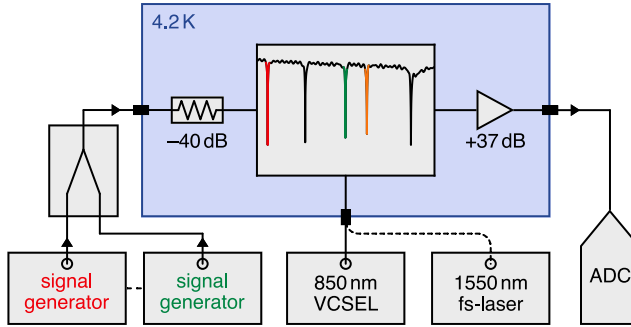 4.2 K
−40 dB
+37 dB
signal
generator
signal
generator
850 nm
VCSEL
1550 nm
fs-laser
ADC